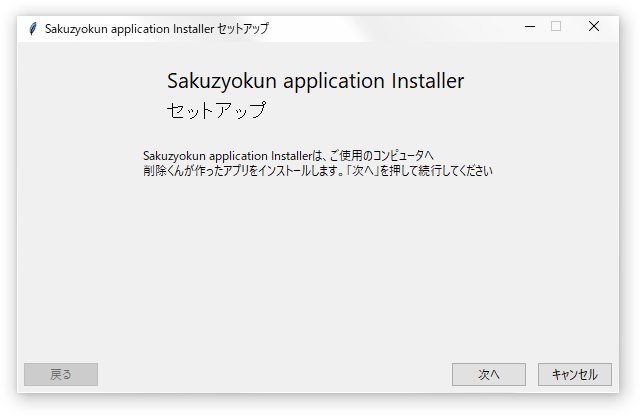 Sakuzyokun application Installer セットアップ
Sakuzyokun application Installer
セットアップ
Sakuzyokun application Installerは、ご使用のコンピュータへ
削除くんが作ったアプリをインストールします。「次へ」を押して続行してください
戻る
次へ
キャンセル